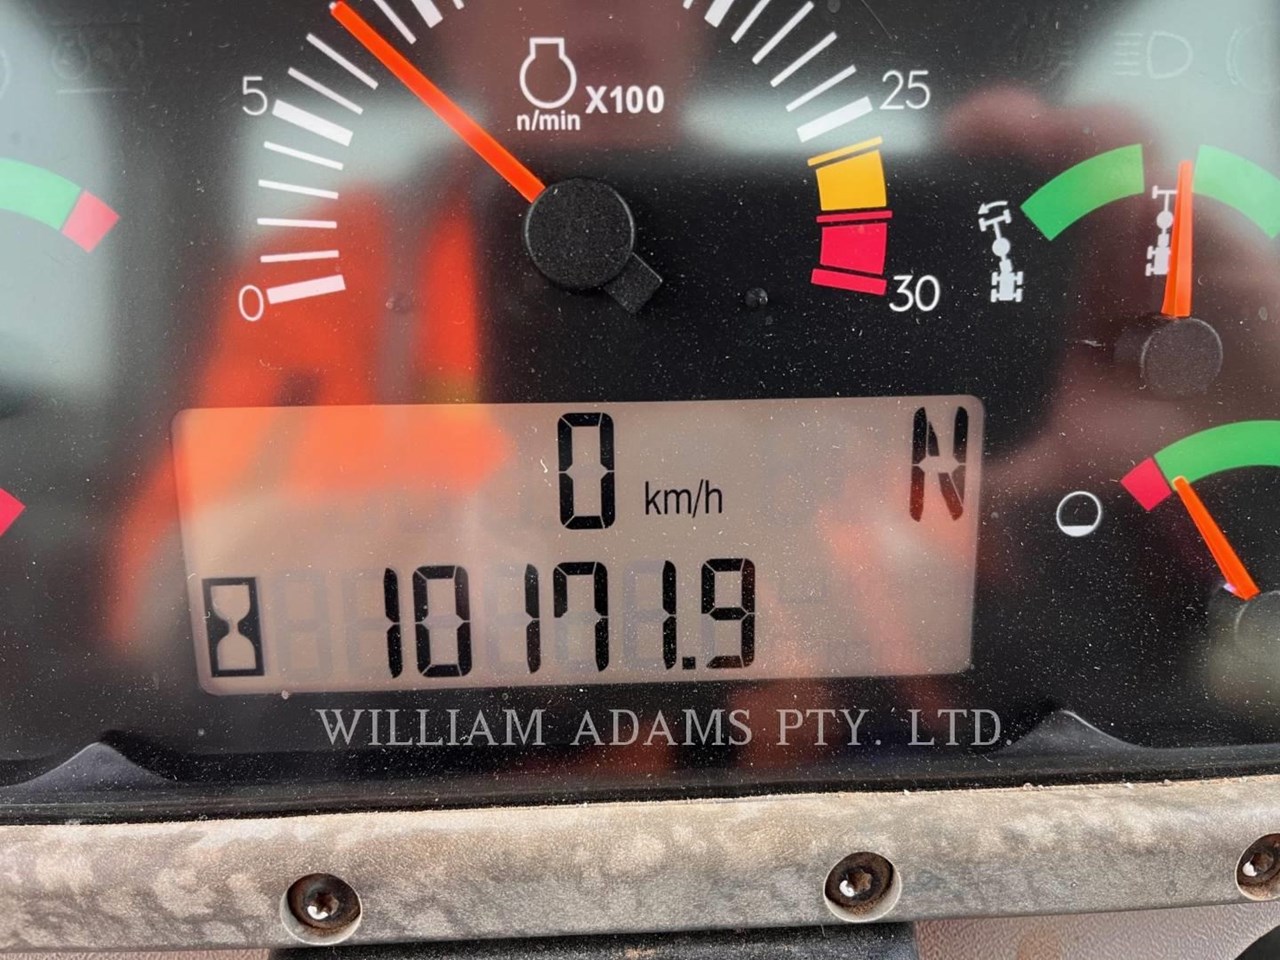 5
X100
n/min
25
0
30
0 km/h
N
10171.9
WILLIAM ADAMS PTY. LTD.